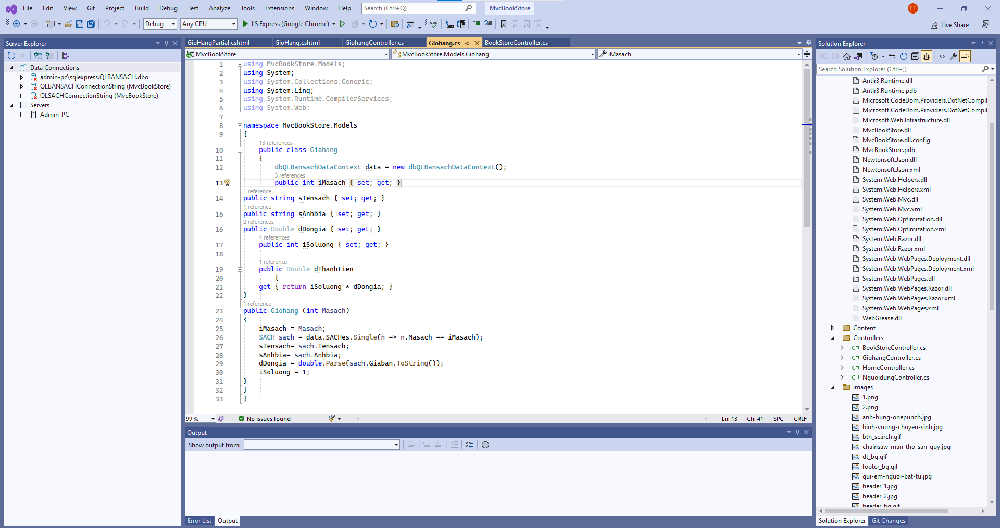 File Edit View Git Project Build Debug Test Analyze Tools Extensions Window Help Search (Ctrl+Q) MvcBookStore TT
Debug Any CPU IIS Express (Google Chrome) Live Share
Server Explorer
Data Connections
admin-pc\sqlexpress.QLBANSACH.dbo
QLBANSACHConnectionString (MvcBookStore)
QLSACHConnectionString (MvcBookStore)
Servers
Admin-PC
GioHangPartial.cshtml GioHang.cshtml GiohangController.cs Giohang.cs BookStoreController.cs
MvcBookStore MvcBookStore.Models.Giohang iMasach
1 using MvcBookStore.Models;
2 using System;
3 using System.Collections.Generic;
4 using System.Linq;
5 using System.Runtime.CompilerServices;
6 using System.Web;
7
8 namespace MvcBookStore.Models
9 {
13 references
10 public class Giohang
11 {
12 dbQLBansachDataContext data = new dbQLBansachDataContext();
3 references
13 public int iMasach { set; get; }
1 reference
14 public string sTensach { set; get; }
1 reference
15 public string sAnhbia { set; get; }
2 references
16 public Double dDongia { set; get; }
4 references
17 public int iSoluong { set; get; }
18
1 reference
19 public Double dThanhtien
20 {
21 get { return iSoluong * dDongia; }
22 }
1 reference
23 public Giohang (int Masach)
24 {
25 iMasach = Masach;
26 SACH sach = data.SACHes.Single(n => n.Masach == iMasach);
27 sTensach= sach.Tensach;
28 sAnhbia= sach.Anhbia;
29 dDongia = double.Parse(sach.Giaban.ToString());
30 iSoluong = 1;
31 }
32 }
33 }
99 % No issues found Ln: 13 Ch: 41 SPC CRLF
Output
Show output from:
Error List Output
Solution Explorer
Search Solution Explorer (Ctrl+;)
Antlr3.Runtime.dll
Antlr3.Runtime.pdb
Microsoft.CodeDom.Providers.DotNetCompil
Microsoft.CodeDom.Providers.DotNetCompil
Microsoft.Web.Infrastructure.dll
MvcBookStore.dll
MvcBookStore.dll.config
MvcBookStore.pdb
Newtonsoft.Json.dll
Newtonsoft.Json.xml
System.Web.Helpers.dll
System.Web.Helpers.xml
System.Web.Mvc.dll
System.Web.Mvc.xml
System.Web.Optimization.dll
System.Web.Optimization.xml
System.Web.Razor.dll
System.Web.Razor.xml
System.Web.WebPages.Deployment.dll
System.Web.WebPages.Deployment.xml
System.Web.WebPages.dll
System.Web.WebPages.Razor.dll
System.Web.WebPages.Razor.xml
System.Web.WebPages.xml
WebGrease.dll
Content
Controllers
C# BookStoreController.cs
C# GiohangController.cs
C# HomeController.cs
C# NguoidungController.cs
images
1.png
2.png
anh-hung-onepunch.jpg
binh-vuong-chuyen-sinh.jpg
btn_search.gif
chainsaw-man-tho-san-quy.jpg
dt_bg.gif
footer_bg.gif
gui-em-nguoi-bat-tu.jpg
header_1.jpg
header_2.jpg
header_bg.gif
Solution Explorer Git Changes